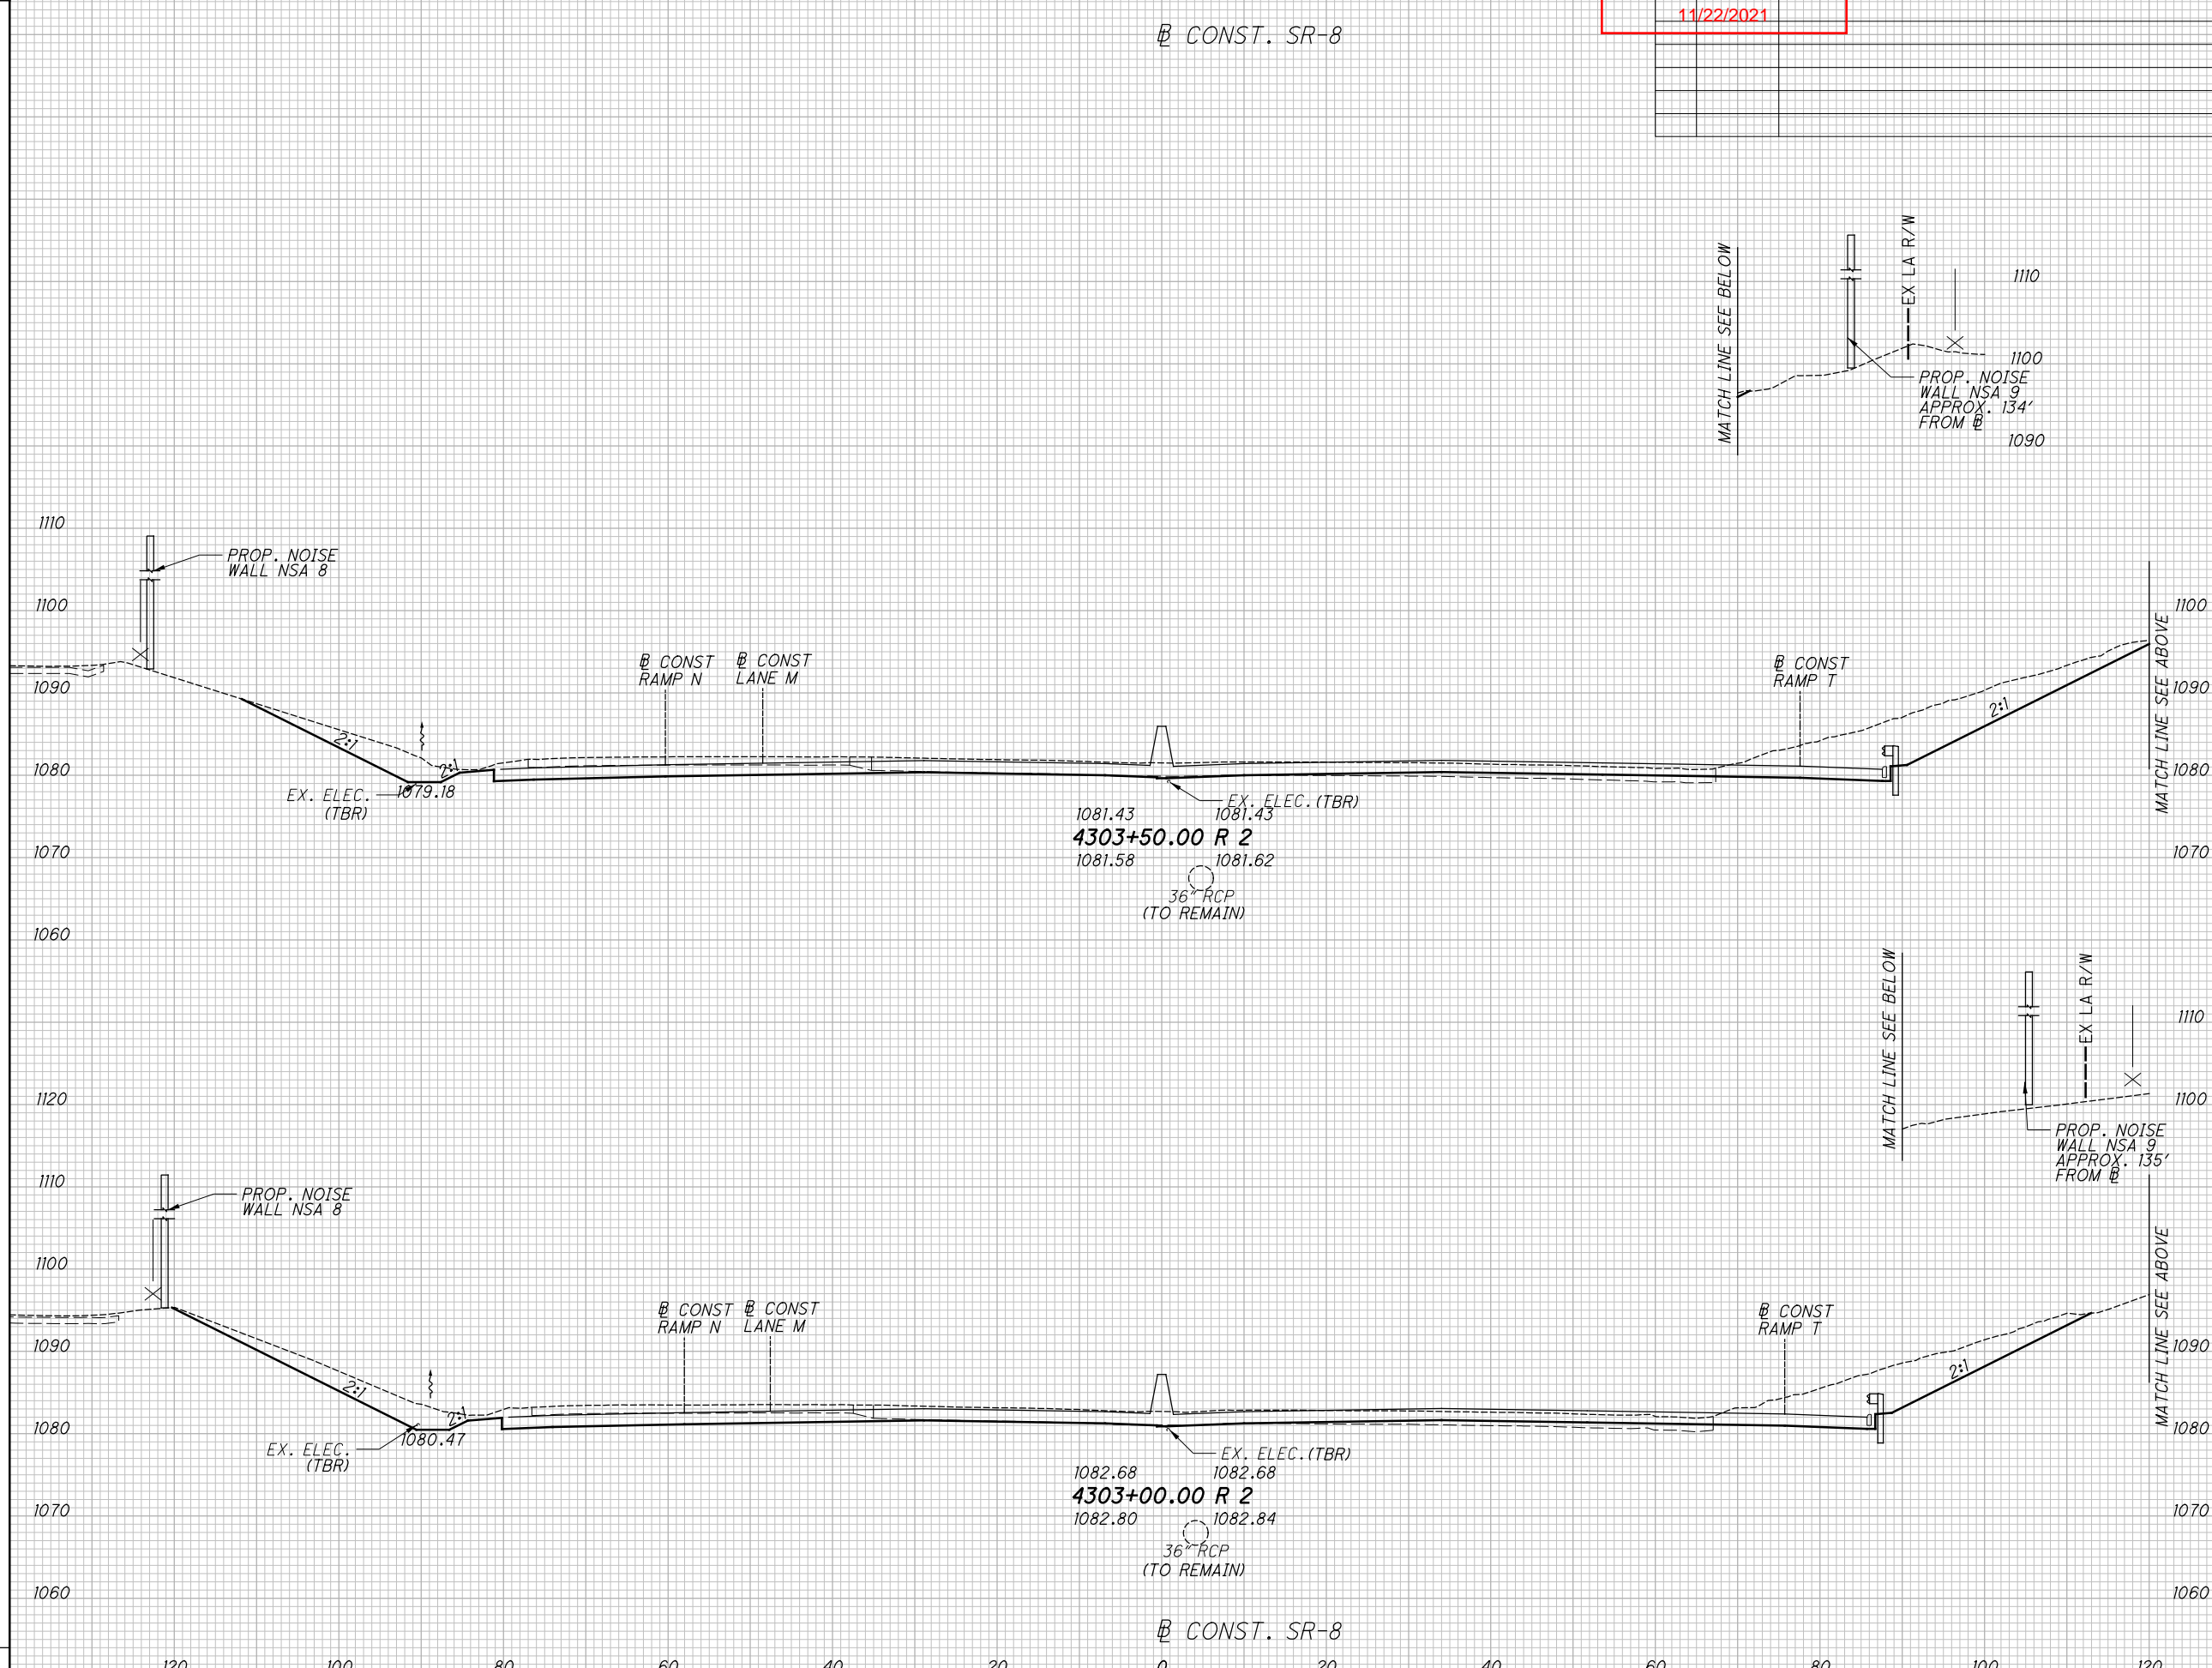 11/22/2021
℄ CONST. SR-8
MATCH LINE SEE BELOW
EX LA R/W
1110
1100
1090
PROP. NOISE
WALL NSA 9
APPROX. 134'
FROM ℄
1110
1100
1090
1080
1070
1060
PROP. NOISE
WALL NSA 8
℄ CONST
RAMP N
℄ CONST
LANE M
℄ CONST
RAMP T
2:1
2:1
2:1
1079.18
EX. ELEC.
(TBR)
EX. ELEC. (TBR)
1081.43 1081.43
4303+50.00 R 2
1081.58 1081.62
36" RCP
(TO REMAIN)
MATCH LINE SEE ABOVE
1100
1090
1080
1070
MATCH LINE SEE BELOW
EX LA R/W
1110
1100
PROP. NOISE
WALL NSA 9
APPROX. 135'
FROM ℄
1120
1110
1100
1090
1080
1070
1060
PROP. NOISE
WALL NSA 8
℄ CONST
RAMP N
℄ CONST
LANE M
℄ CONST
RAMP T
2:1
2:1
2:1
1080.47
EX. ELEC.
(TBR)
EX. ELEC. (TBR)
1082.68 1082.68
4303+00.00 R 2
1082.80 1082.84
36" RCP
(TO REMAIN)
MATCH LINE SEE ABOVE
1090
1080
1070
1060
℄ CONST. SR-8
120 100 80 60 40 20 0 20 40 60 80 100 120